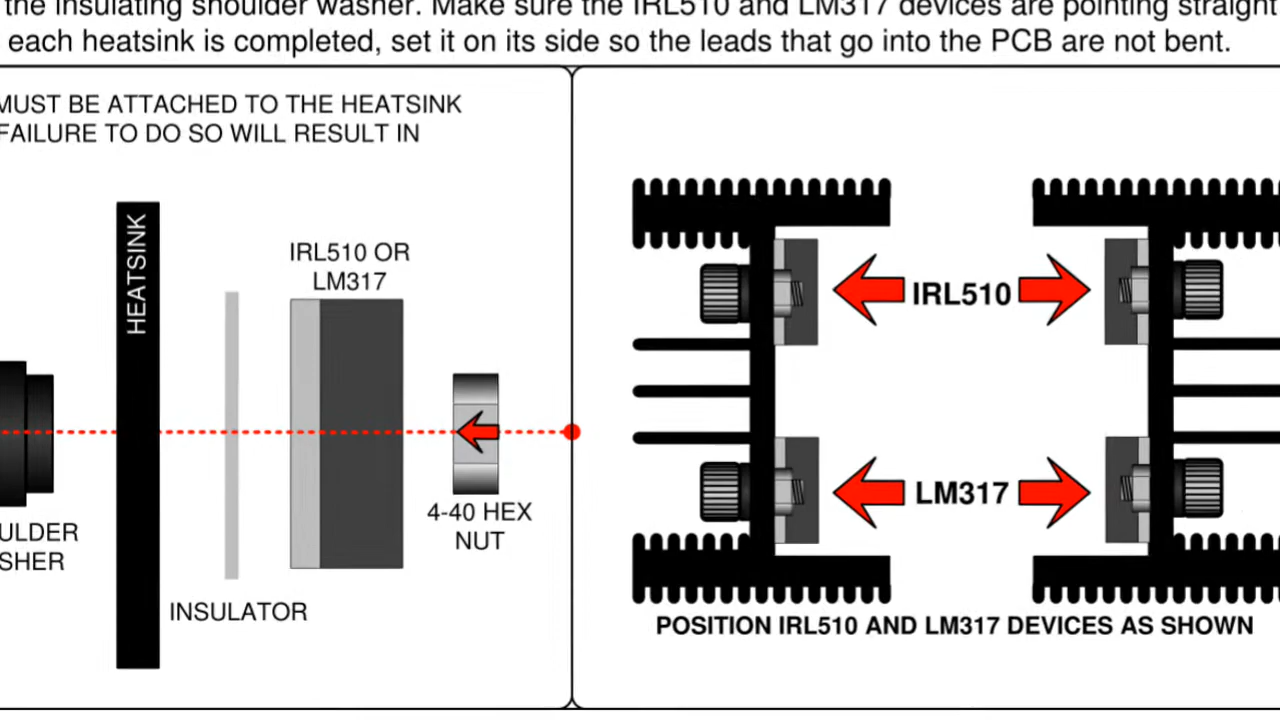 the insulating shoulder washer. Make sure the IRL510 and LM317 devices are pointing straight
each heatsink is completed, set it on its side so the leads that go into the PCB are not bent.
MUST BE ATTACHED TO THE HEATSINK
FAILURE TO DO SO WILL RESULT IN
HEATSINK
IRL510 OR
LM317
4-40 HEX
NUT
ULDER
SHER
INSULATOR
IRL510
LM317
POSITION IRL510 AND LM317 DEVICES AS SHOWN